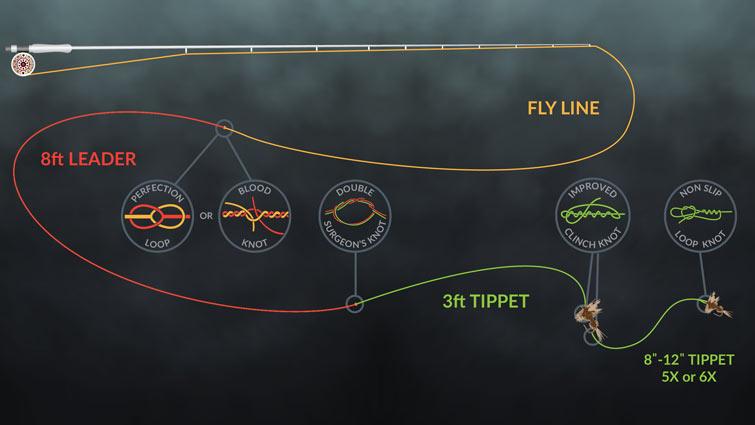 FLY LINE
8ft LEADER
PERFECTION
LOOP
OR
BLOOD
KNOT
DOUBLE
SURGEON'S KNOT
IMPROVED
CLINCH KNOT
NON SLIP
LOOP KNOT
3ft TIPPET
8"-12" TIPPET
5X or 6X